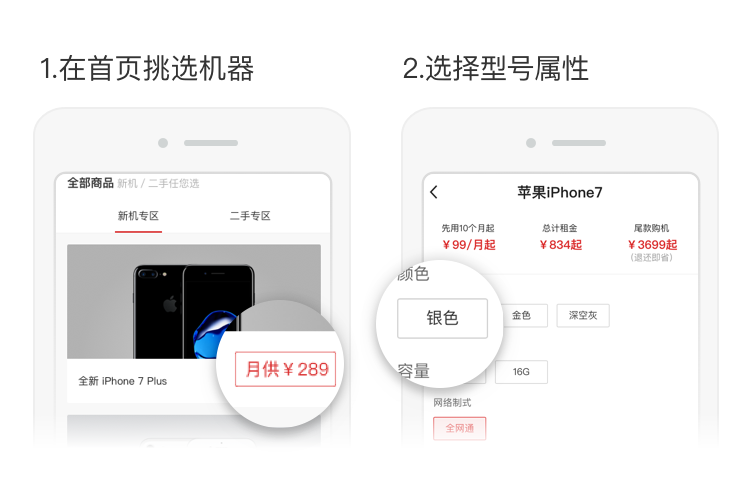 1.在首页挑选机器
全部商品 新机 / 二手任您选
新机专区 二手专区
全新 iPhone 7 Plus
月供￥289
2.选择型号属性
苹果iPhone7
先用10个月起 总计租金 尾款购机
￥99/月起 ￥834起 ￥3699起
(退还即省)
颜色
银色 金色 深空灰
容量
16G
网络制式
全网通